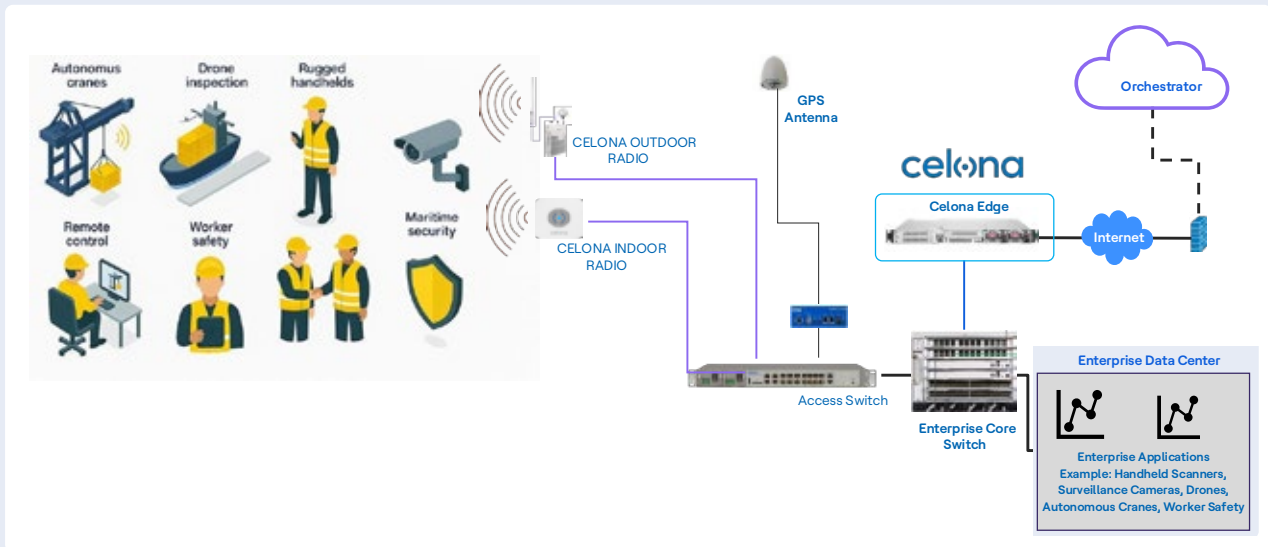 Autonomus
cranes
Drone
inspection
Rugged
handhelds
Remote
control
Worker
safety
Maritime
security
CELONA OUTDOOR
RADIO
CELONA INDOOR
RADIO
GPS
Antenna
celona
Celona Edge
Orchestrator
Internet
Access Switch
Enterprise Core
Switch
Enterprise Data Center
Enterprise Applications
Example: Handheld Scanners,
Surveillance Cameras, Drones,
Autonomous Cranes, Worker Safety